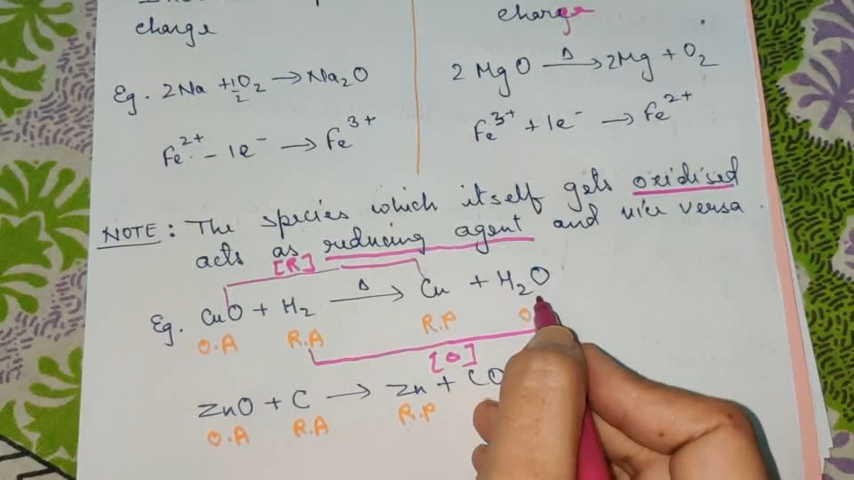 charge
charge
Eg. 2Na + 1/2 O2 → Na2O
2 MgO —Δ→ 2Mg + O2
Fe2+ - 1e- → Fe3+
Fe3+ + 1e- → Fe2+
NOTE: The species which itself gets oxidised
acts as reducing agent and vice versa.
[R]
Eg. CuO + H2 —Δ→ Cu + H2O
O.A R.A R.P
[O]
ZnO + C → Zn + CO
O.A R.A R.P